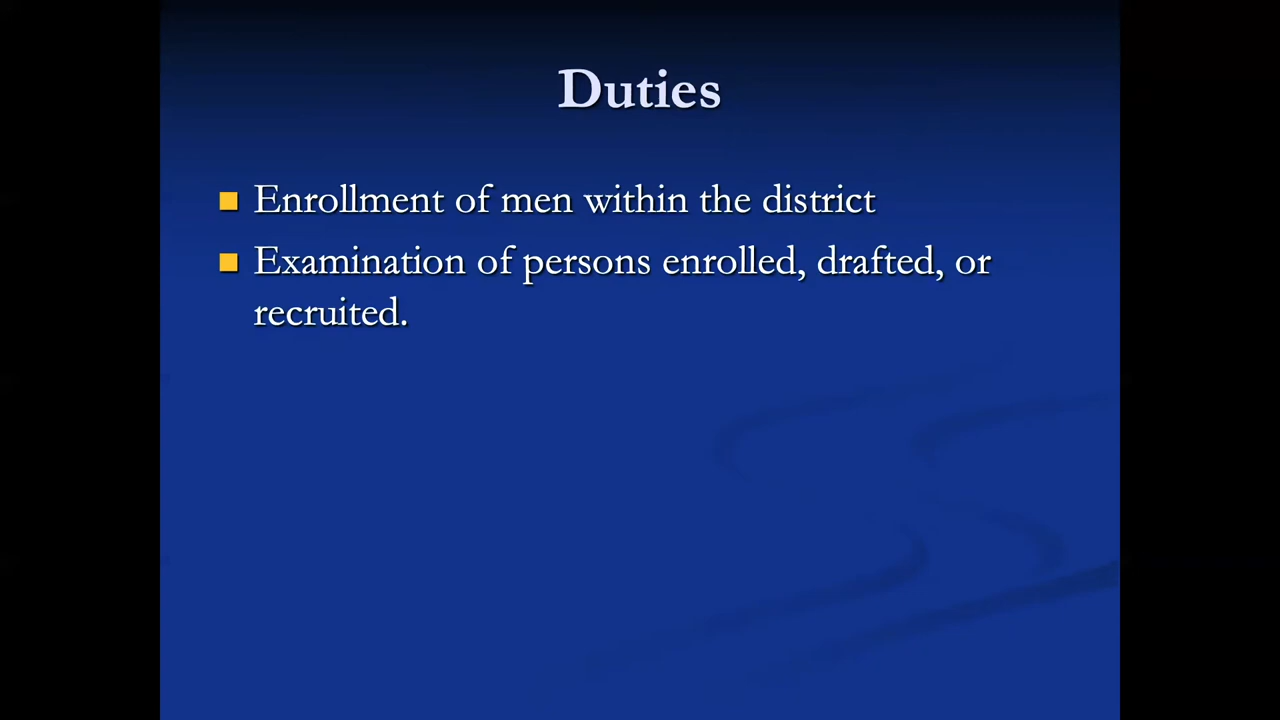 Duties
Enrollment of men within the district
Examination of persons enrolled, drafted, or
recruited.